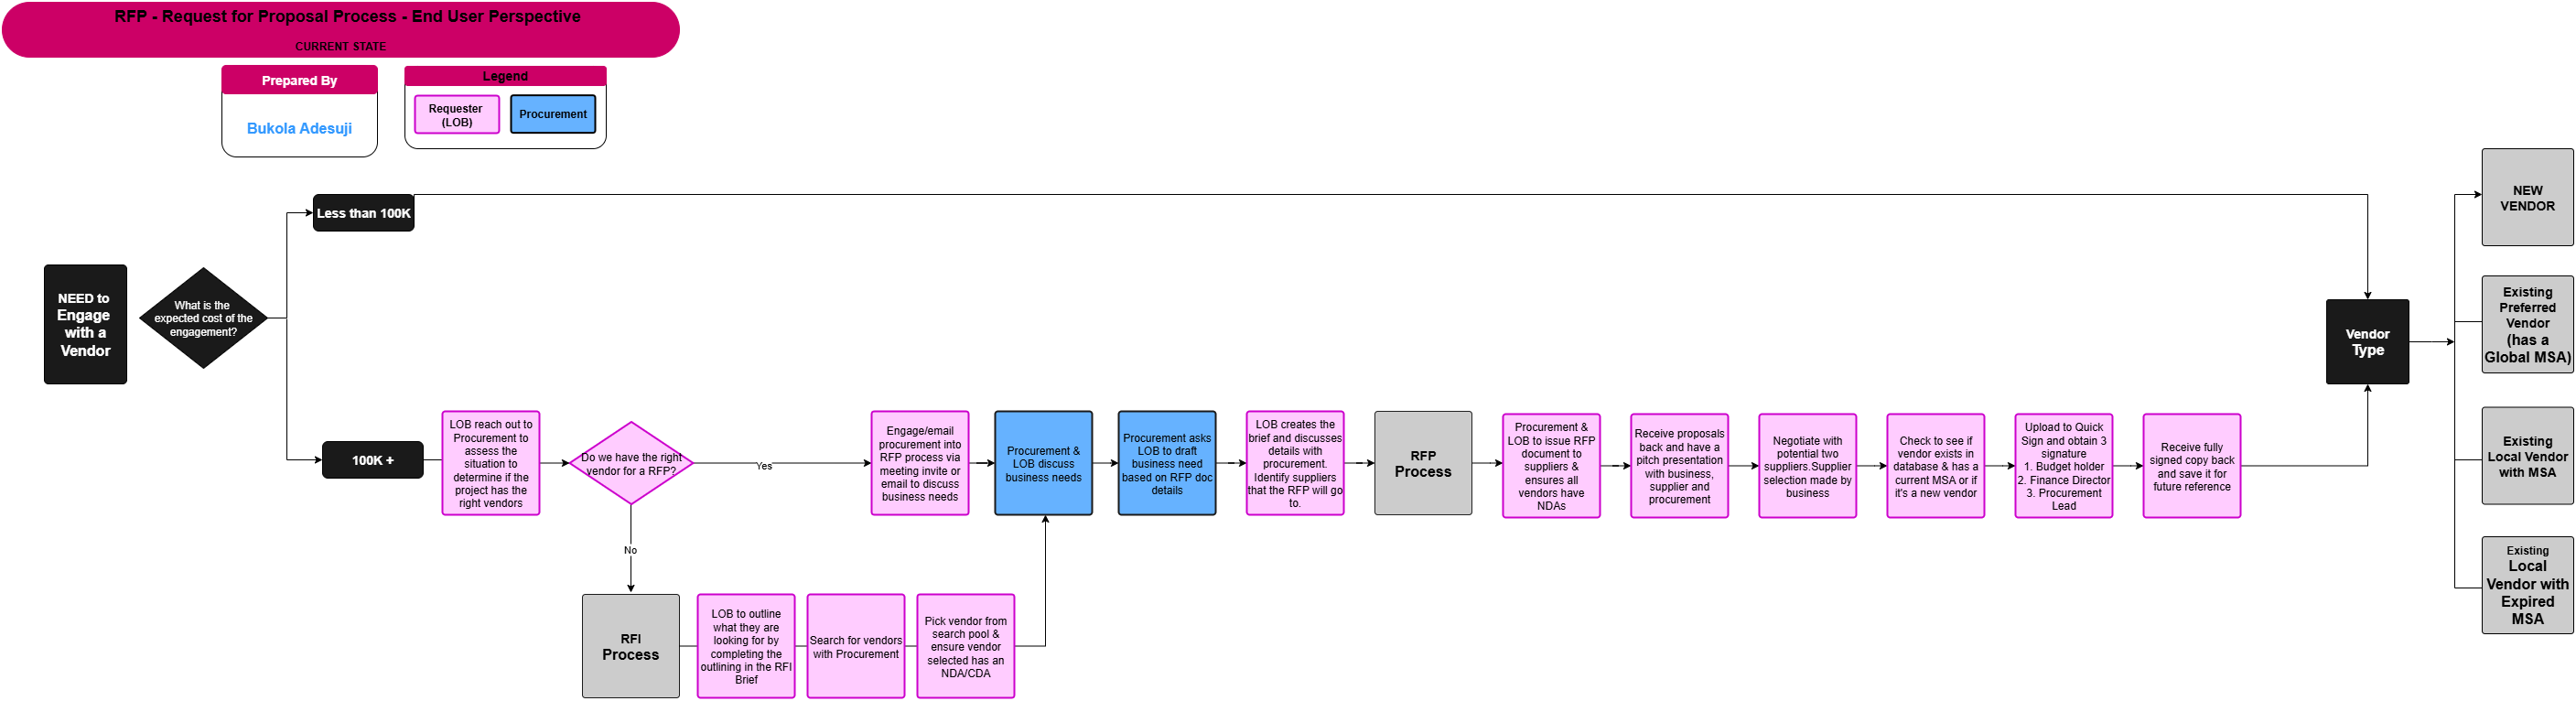 RFP - Request for Proposal Process - End User Perspective
CURRENT STATE
Prepared By
Bukola Adesuji
Legend
Requester
(LOB)
Procurement
NEED to
Engage
with a
Vendor
What is the
expected cost of the
engagement?
Less than 100K
100K +
LOB reach out to
Procurement to
assess the
situation to
determine if the
project has the
right vendors
Do we have the right
vendor for a RFP?
Yes
No
Engage/email
procurement into
RFP process via
meeting invite or
email to discuss
business needs
Procurement &
LOB discuss
business needs
Procurement asks
LOB to draft
business need
based on RFP doc
details
LOB creates the
brief and discusses
details with
procurement.
Identify suppliers
that the RFP will go
to.
RFP
Process
Procurement &
LOB to issue RFP
document to
suppliers &
ensures all
vendors have
NDAs
Receive proposals
back and have a
pitch presentation
with business,
supplier and
procurement
Negotiate with
potential two
suppliers.Supplier
selection made by
business
Check to see if
vendor exists in
database & has a
current MSA or if
it's a new vendor
Upload to Quick
Sign and obtain 3
signature
1. Budget holder
2. Finance Director
3. Procurement
Lead
Receive fully
signed copy back
and save it for
future reference
RFI
Process
LOB to outline
what they are
looking for by
completing the
outlining in the RFI
Brief
Search for vendors
with Procurement
Pick vendor from
search pool &
ensure vendor
selected has an
NDA/CDA
Vendor
Type
NEW
VENDOR
Existing
Preferred
Vendor
(has a
Global MSA)
Existing
Local Vendor
with MSA
Existing
Local
Vendor with
Expired
MSA